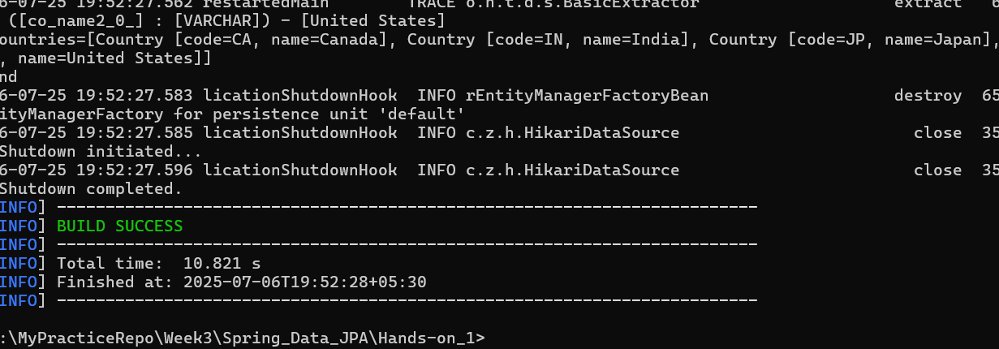 6-07-25 19:52:27.562 restartedMain        TRACE o.h.t.d.s.BasicExtractor                    extract   6
 ([co_name2_0_] : [VARCHAR]) - [United States]
ountries=[Country [code=CA, name=Canada], Country [code=IN, name=India], Country [code=JP, name=Japan],
, name=United States]]
nd
6-07-25 19:52:27.583 licationShutdownHook  INFO rEntityManagerFactoryBean                   destroy  65
ityManagerFactory for persistence unit 'default'
6-07-25 19:52:27.585 licationShutdownHook  INFO c.z.h.HikariDataSource                        close  35
Shutdown initiated...
6-07-25 19:52:27.596 licationShutdownHook  INFO c.z.h.HikariDataSource                        close  35
Shutdown completed.
INFO] ------------------------------------------------------------------------
INFO] BUILD SUCCESS
INFO] ------------------------------------------------------------------------
INFO] Total time:  10.821 s
INFO] Finished at: 2025-07-06T19:52:28+05:30
INFO] ------------------------------------------------------------------------
:\MyPracticeRepo\Week3\Spring_Data_JPA\Hands-on_1>